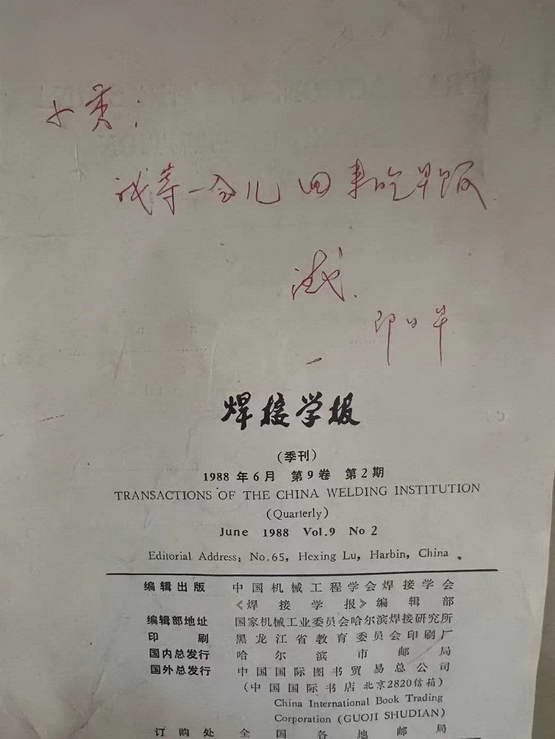 小黄：
我等一会儿回来吃早饭
即日早
焊接学报
(季刊)
1988年6月 第9卷 第2期
TRANSACTIONS OF THE CHINA WELDING INSTITUTION
(Quarterly)
June 1988 Vol.9 No 2
Editorial Address: No.65, Hexing Lu, Harbin, China.
编辑出版 中国机械工程学会焊接学会
《焊接学报》编辑部
编辑部地址 国家机械工业委员会哈尔滨焊接研究所
印刷 黑龙江省教育委员会印刷厂
国内总发行 哈尔滨市邮局
国外总发行 中国国际图书贸易总公司
(中国国际书店 北京2820信箱)
China International Book Trading
Corporation (GUOJI SHUDIAN)
订购处 全国各地邮局